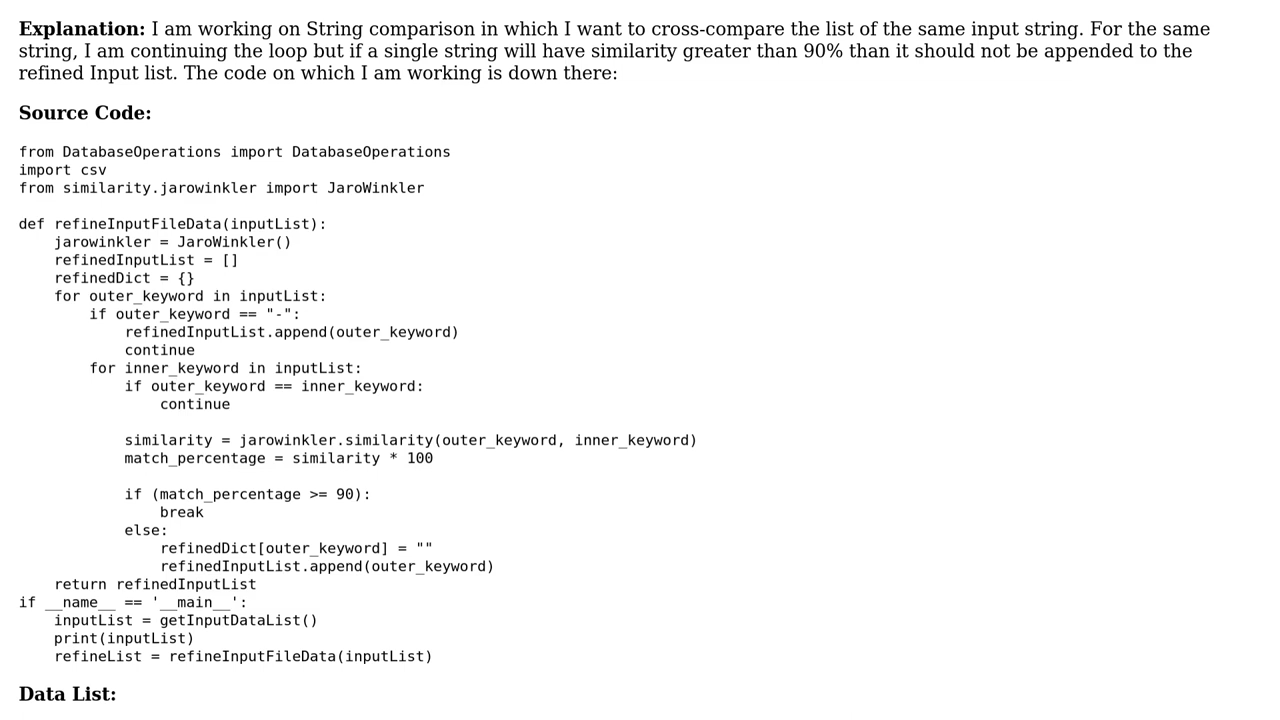 Explanation: I am working on String comparison in which I want to cross-compare the list of the same input string. For the same
string, I am continuing the loop but if a single string will have similarity greater than 90% than it should not be appended to the
refined Input list. The code on which I am working is down there:
Source Code:
from DatabaseOperations import DatabaseOperations
import csv
from similarity.jarowinkler import JaroWinkler
def refineInputFileData(inputList):
    jarowinkler = JaroWinkler()
    refinedInputList = []
    refinedDict = {}
    for outer_keyword in inputList:
        if outer_keyword == "-":
            refinedInputList.append(outer_keyword)
            continue
        for inner_keyword in inputList:
            if outer_keyword == inner_keyword:
                continue
            similarity = jarowinkler.similarity(outer_keyword, inner_keyword)
            match_percentage = similarity * 100
            if (match_percentage >= 90):
                break
            else:
                refinedDict[outer_keyword] = ""
                refinedInputList.append(outer_keyword)
    return refinedInputList
if __name__ == '__main__':
    inputList = getInputDataList()
    print(inputList)
    refineList = refineInputFileData(inputList)
Data List: